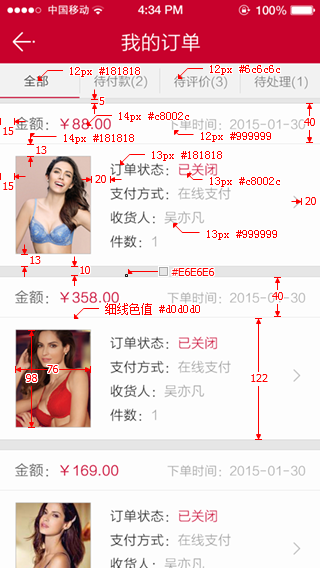 中国移动 4:34 PM 100%
我的订单
12px #181818 12px #6c6c6c
全部 待付款(2) 待评价(3) 待处理(1)
5
14px #181818 14px #c8002c
15 金额：￥88.00 下单时间：2015-01-30
12px #999999
40
13 13px #181818
订单状态：已关闭
15 20 13px #c8002c
支付方式：在线支付
20
收货人：吴亦凡
13px #999999
件数：1
13
10 #E6E6E6
金额：￥358.00 下单时间：2015-01-30
40
细线色值 #d0d0d0
订单状态：已关闭
支付方式：在线支付
76
98 122
收货人：吴亦凡
件数：1
金额：￥169.00 下单时间：2015-01-30
订单状态：已关闭
支付方式：在线支付